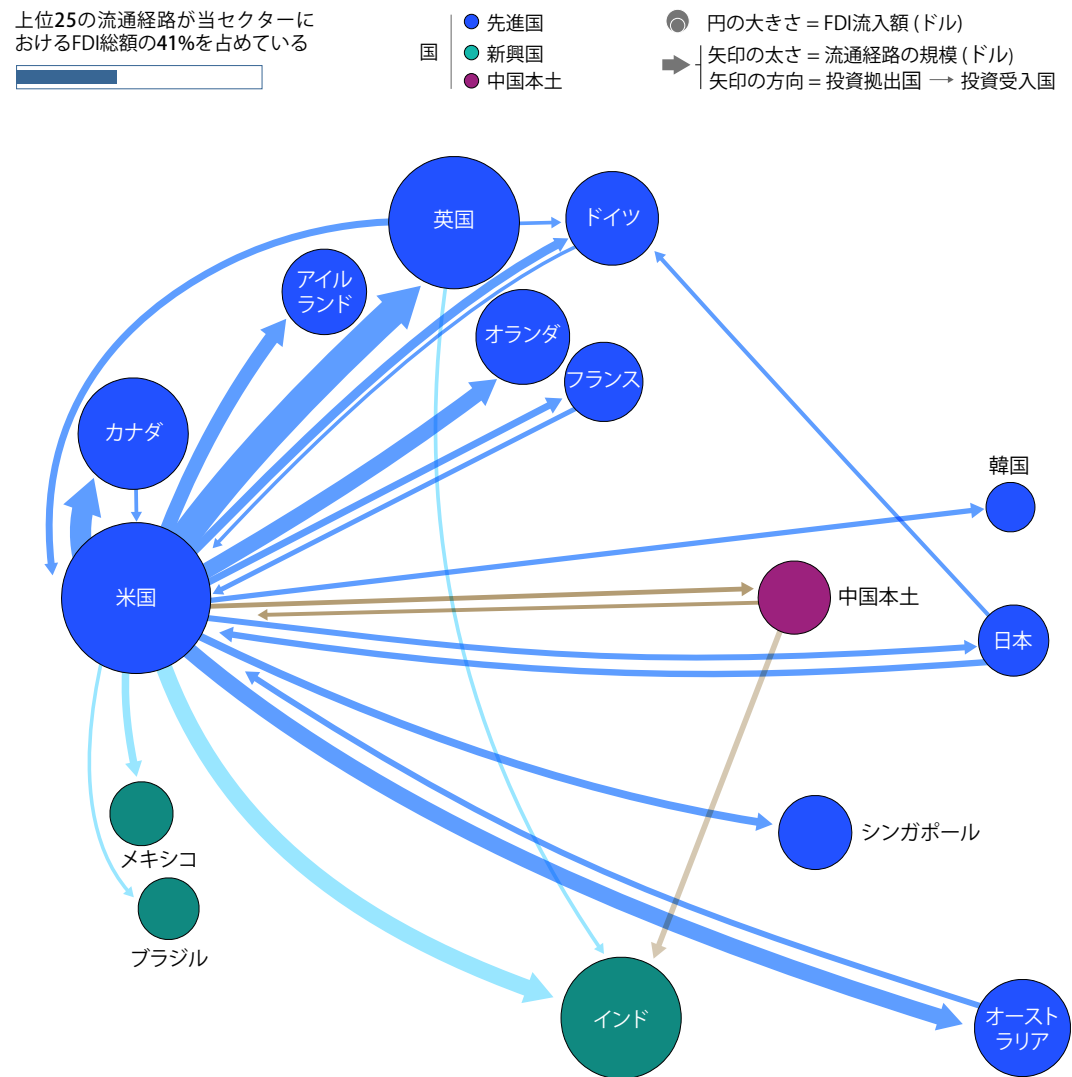 上位25の流通経路が当セクターに
おけるFDI総額の41%を占めている
国
先進国
新興国
中国本土
円の大きさ = FDI流入額 (ドル)
矢印の太さ = 流通経路の規模 (ドル)
矢印の方向 = 投資拠出国 → 投資受入国
英国
ドイツ
アイル
ランド
オランダ
フランス
カナダ
韓国
米国
中国本土
日本
シンガポール
メキシコ
ブラジル
インド
オースト
ラリア